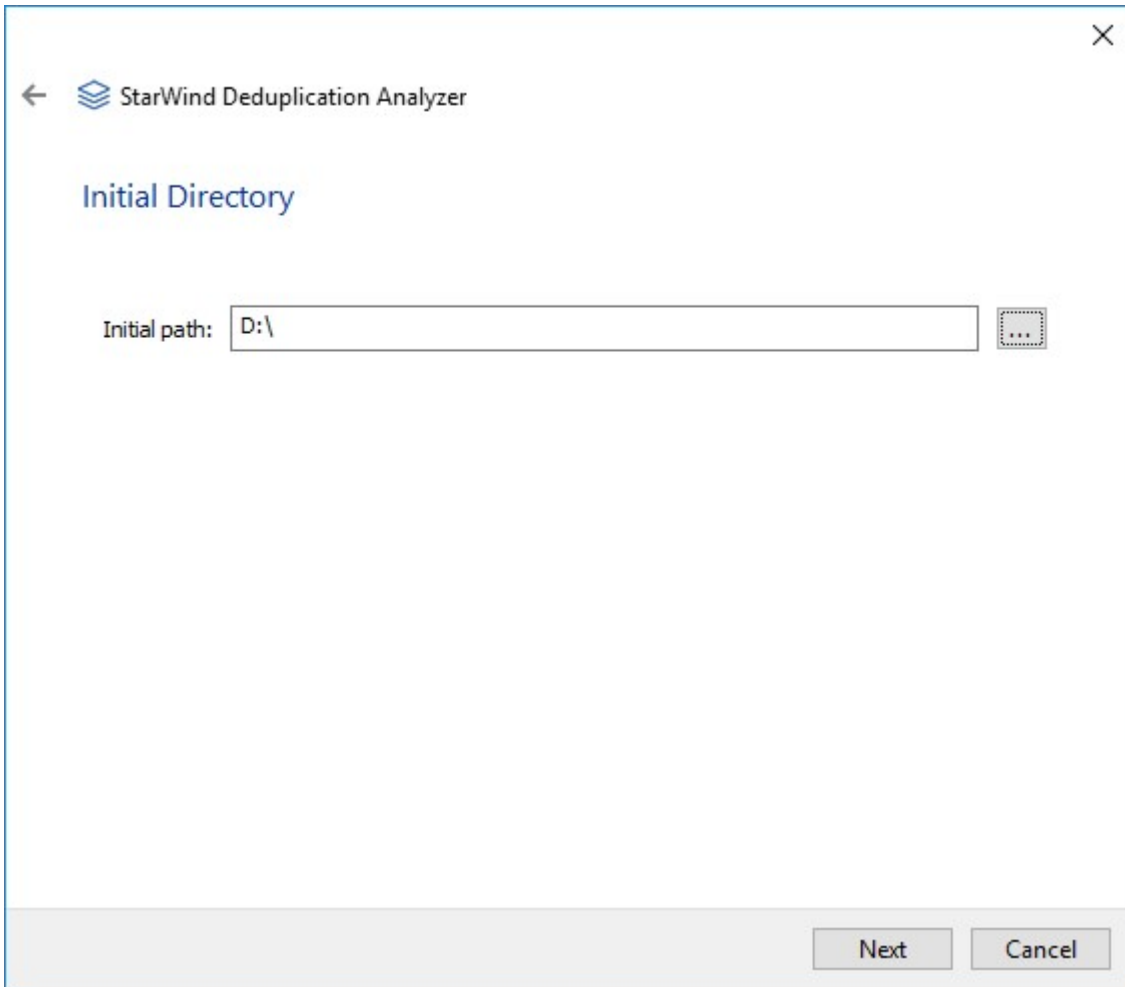 StarWind Deduplication Analyzer
Initial Directory
Initial path: D:\ ...
Next Cancel